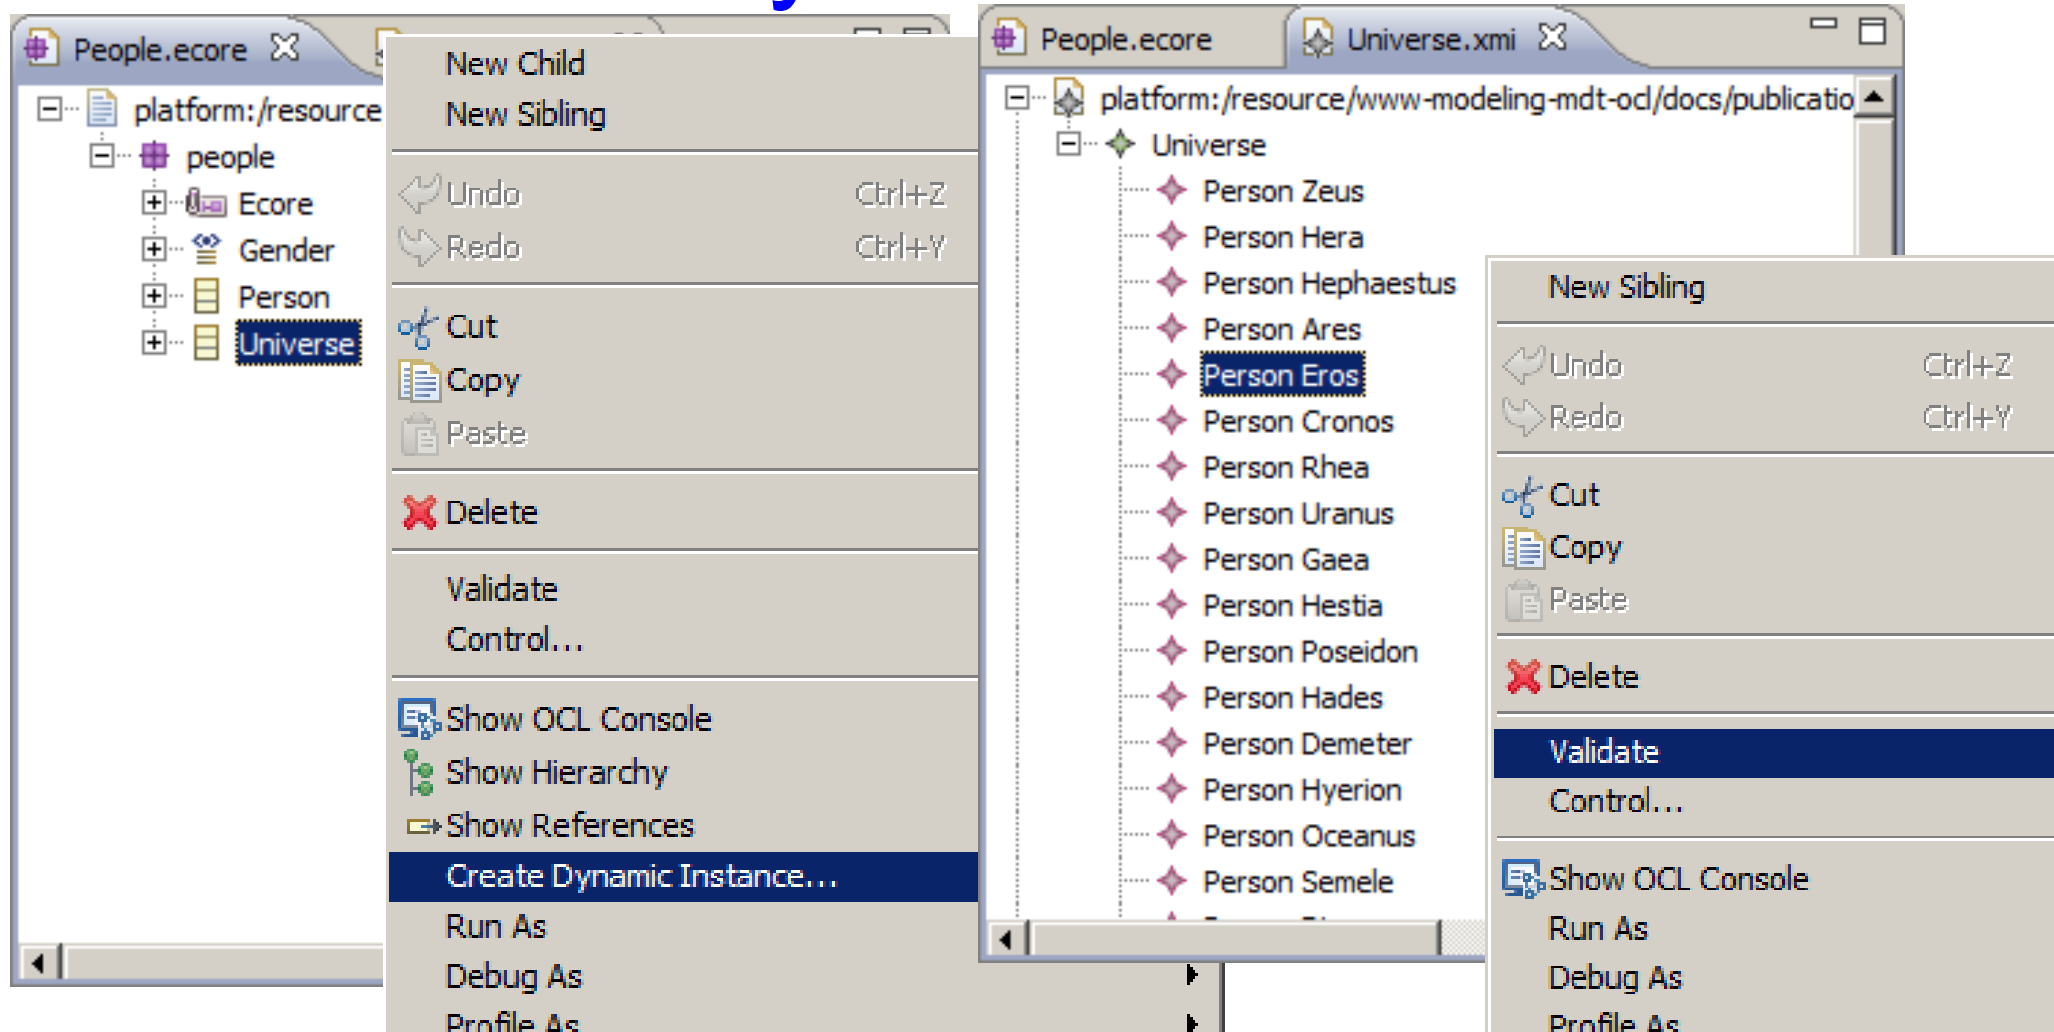 People.ecore
platform:/resource
people
Ecore
Gender
Person
Universe
New Child
New Sibling
Undo Ctrl+Z
Redo Ctrl+Y
Cut
Copy
Paste
Delete
Validate
Control...
Show OCL Console
Show Hierarchy
Show References
Create Dynamic Instance...
Run As
Debug As
Profile As
People.ecore Universe.xmi
platform:/resource/www-modeling-mdt-ocl/docs/publicatio
Universe
Person Zeus
Person Hera
Person Hephaestus
Person Ares
Person Eros
Person Cronos
Person Rhea
Person Uranus
Person Gaea
Person Hestia
Person Poseidon
Person Hades
Person Demeter
Person Hyerion
Person Oceanus
Person Semele
New Sibling
Undo Ctrl+Z
Redo Ctrl+Y
Cut
Copy
Paste
Delete
Validate
Control...
Show OCL Console
Run As
Debug As
Profile As